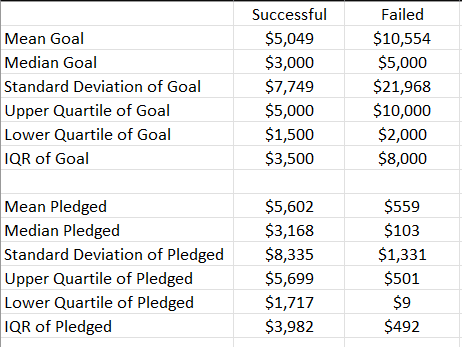 Successful Failed
Mean Goal $5,049 $10,554
Median Goal $3,000 $5,000
Standard Deviation of Goal $7,749 $21,968
Upper Quartile of Goal $5,000 $10,000
Lower Quartile of Goal $1,500 $2,000
IQR of Goal $3,500 $8,000
Mean Pledged $5,602 $559
Median Pledged $3,168 $103
Standard Deviation of Pledged $8,335 $1,331
Upper Quartile of Pledged $5,699 $501
Lower Quartile of Pledged $1,717 $9
IQR of Pledged $3,982 $492